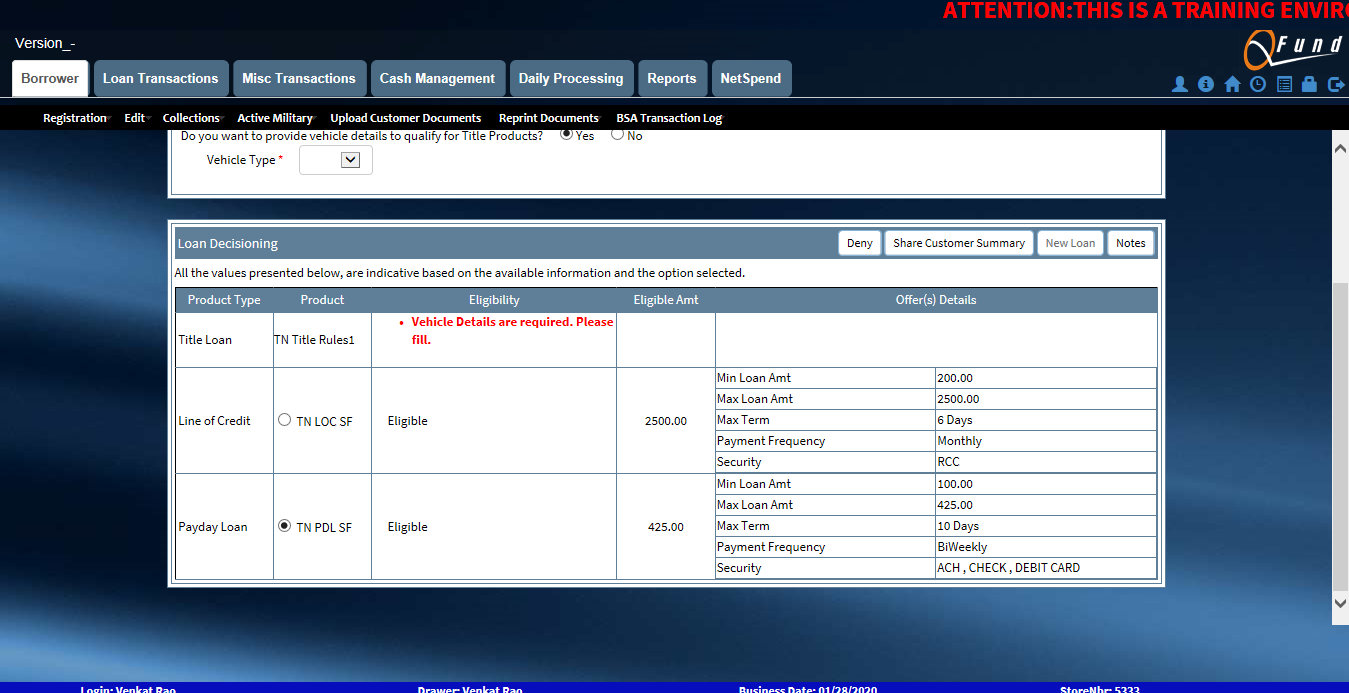 ATTENTION:THIS IS A TRAINING ENVIRO
Version_-
QFund
Borrower Loan Transactions Misc Transactions Cash Management Daily Processing Reports NetSpend
Registration Edit Collections Active Military Upload Customer Documents Reprint Documents BSA Transaction Log
Do you want to provide vehicle details to qualify for Title Products? Yes No
Vehicle Type *
Loan Decisioning Deny Share Customer Summary New Loan Notes
All the values presented below, are indicative based on the available information and the option selected.
Product Type Product Eligibility Eligible Amt Offer(s) Details
Title Loan TN Title Rules1 • Vehicle Details are required. Please
fill.
Line of Credit TN LOC SF Eligible 2500.00
Min Loan Amt 200.00
Max Loan Amt 2500.00
Max Term 6 Days
Payment Frequency Monthly
Security RCC
Payday Loan TN PDL SF Eligible 425.00
Min Loan Amt 100.00
Max Loan Amt 425.00
Max Term 10 Days
Payment Frequency BiWeekly
Security ACH , CHECK , DEBIT CARD
Login: Venkat Rao Drawer: Venkat Rao Business Date: 01/28/2020 StoreNbr: 5333